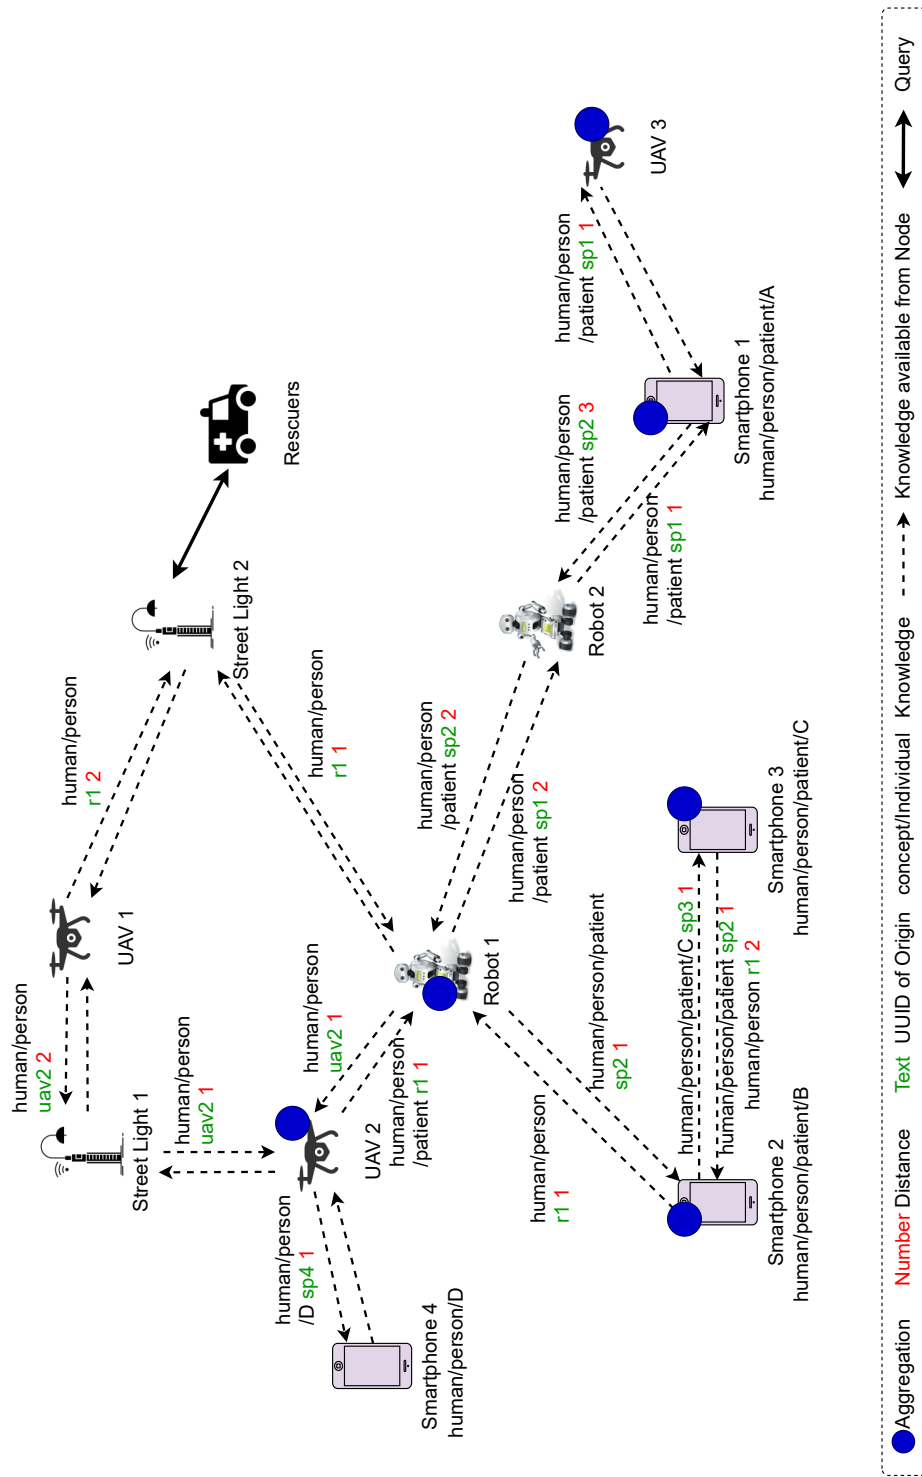 human/person
uav2 2
human/person
r1 2
UAV 1
Street Light 1
human/person
uav2 1
Street Light 2
Rescuers
human/person
/D sp4 1
human/person
uav2 1
human/person
r1 1
UAV 2
human/person
/patient r1 1
Smartphone 4
human/person/D
Robot 1
human/person
/patient sp2 2
human/person
/patient sp1 2
human/person
/patient sp2 3
human/person
/patient sp1 1
UAV 3
Robot 2
human/person
r1 1
human/person/patient
sp2 1
human/person
/patient sp1 1
human/person/patient/C sp3 1
human/person/patient sp2 1
human/person r1 2
Smartphone 1
human/person/patient/A
Smartphone 2
human/person/patient/B
Smartphone 3
human/person/patient/C
Aggregation Number Distance Text UUID of Origin concept/Individual Knowledge Knowledge available from Node Query